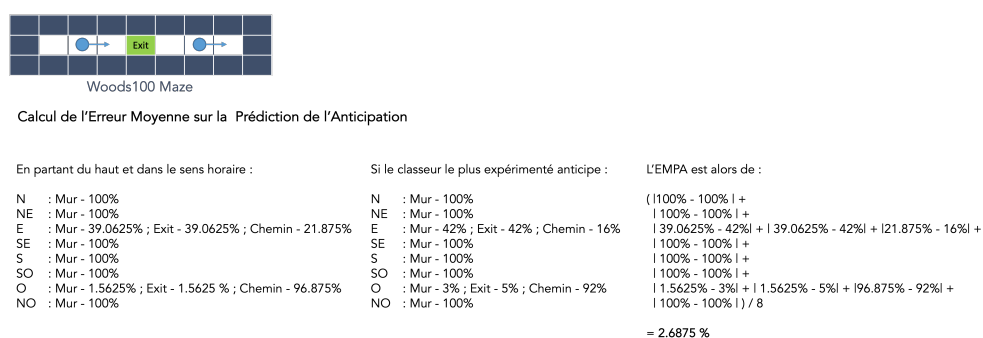 Exit
Woods100 Maze
Calcul de l'Erreur Moyenne sur la Prédiction de l'Anticipation
En partant du haut et dans le sens horaire :
N : Mur - 100%
NE : Mur - 100%
E : Mur - 39.0625% ; Exit - 39.0625% ; Chemin - 21.875%
SE : Mur - 100%
S : Mur - 100%
SO : Mur - 100%
O : Mur - 1.5625% ; Exit - 1.5625 % ; Chemin - 96.875%
NO : Mur - 100%
Si le classeur le plus expérimenté anticipe :
N : Mur - 100%
NE : Mur - 100%
E : Mur - 42% ; Exit - 42% ; Chemin - 16%
SE : Mur - 100%
S : Mur - 100%
SO : Mur - 100%
O : Mur - 3% ; Exit - 5% ; Chemin - 92%
NO : Mur - 100%
L'EMPA est alors de :
( |100% - 100% | +
| 100% - 100% | +
| 39.0625% - 42%| + | 39.0625% - 42%| + |21.875% - 16%| +
| 100% - 100% | +
| 100% - 100% | +
| 100% - 100% | +
| 1.5625% - 3%| + | 1.5625% - 5%| + |96.875% - 92%| +
| 100% - 100% | ) / 8
= 2.6875 %